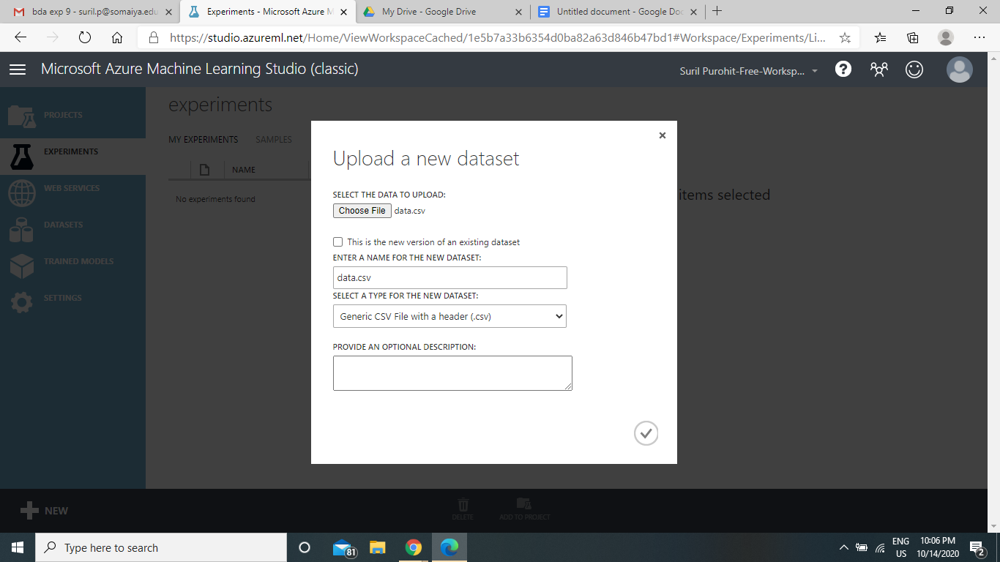 bda exp 9 - suril.p@somaiya.edu
Experiments - Microsoft Azure M
My Drive - Google Drive
Untitled document - Google Doc
https://studio.azureml.net/Home/ViewWorkspaceCached/1e5b7a33b6354d0ba82a63d846b47bd1#Workspace/Experiments/Li...
Microsoft Azure Machine Learning Studio (classic)
Suril Purohit-Free-Worksp...
PROJECTS
EXPERIMENTS
WEB SERVICES
DATASETS
TRAINED MODELS
SETTINGS
experiments
MY EXPERIMENTS
SAMPLES
NAME
No experiments found
items selected
Upload a new dataset
SELECT THE DATA TO UPLOAD:
Choose File data.csv
This is the new version of an existing dataset
ENTER A NAME FOR THE NEW DATASET:
data.csv
SELECT A TYPE FOR THE NEW DATASET:
Generic CSV File with a header (.csv)
PROVIDE AN OPTIONAL DESCRIPTION:
NEW
DELETE
ADD TO PROJECT
Type here to search
81
ENG
US
10:06 PM
10/14/2020
2